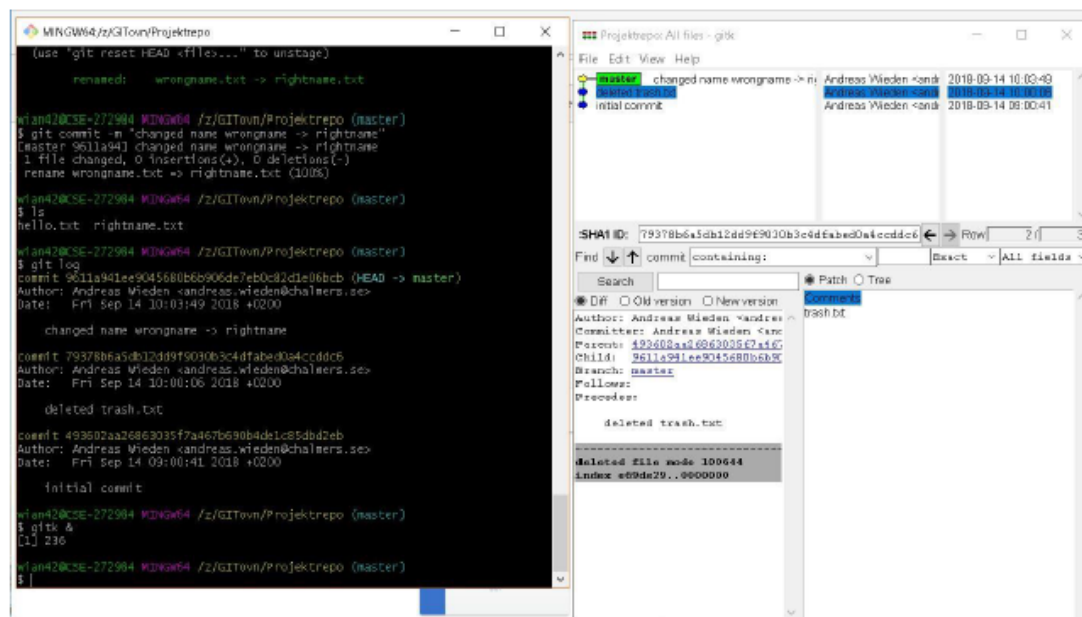 MINGW64:/z/GITovn/Projektrepo
(use "git reset HEAD <file>..." to unstage)
renamed: wrongname.txt -> rightname.txt
wian42@CSE-272984 MINGW64 /z/GITovn/Projektrepo (master)
$ git commit -m "changed name wrongname -> rightname"
[master 9611a94] changed name wrongname -> rightname
1 file changed, 0 insertions(+), 0 deletions(-)
rename wrongname.txt => rightname.txt (100%)
wian42@CSE-272984 MINGW64 /z/GITovn/Projektrepo (master)
$ ls
hello.txt rightname.txt
wian42@CSE-272984 MINGW64 /z/GITovn/Projektrepo (master)
$ git log
commit 9611a941ee9045680b6b906de7eb0c82d1e06bcb (HEAD -> master)
Author: Andreas Wieden <andreas.wieden@chalmers.se>
Date: Fri Sep 14 10:03:49 2018 +0200
changed name wrongname -> rightname
commit 79378b6a5db12dd9f9030b3c4dfabed0a4ccddc6
Author: Andreas Wieden <andreas.wieden@chalmers.se>
Date: Fri Sep 14 10:00:06 2018 +0200
deleted trash.txt
commit 493602aa26863035f7a467b690b4de1c85dbd2eb
Author: Andreas Wieden <andreas.wieden@chalmers.se>
Date: Fri Sep 14 09:00:41 2018 +0200
initial commit
wian42@CSE-272984 MINGW64 /z/GITovn/Projektrepo (master)
$ gitk &
[1] 236
wian42@CSE-272984 MINGW64 /z/GITovn/Projektrepo (master)
$
Projektrepo: All files - gitk
File Edit View Help
master changed name wrongname -> ri Andreas Wieden <andr 2018-09-14 10:03:49
deleted trash.txt Andreas Wieden <andr 2018-09-14 10:00:06
initial commit Andreas Wieden <andr 2018-09-14 09:00:41
SHA1 ID: 79378b6a5db12dd9f9030b3c4dfabed0a4ccddc6 Row 2 / 3
Find commit containing: Exact All fields
Search Patch Tree
Diff Old version New version
Comments
trash.txt
Author: Andreas Wieden <andrea
Committer: Andreas Wieden <and
Parent: 493602aa26863035f7a467
Child: 9611a941ee9045680b6b90
Branch: master
Follows:
Precedes:
deleted trash.txt
deleted file mode 100644
index e69de29..0000000